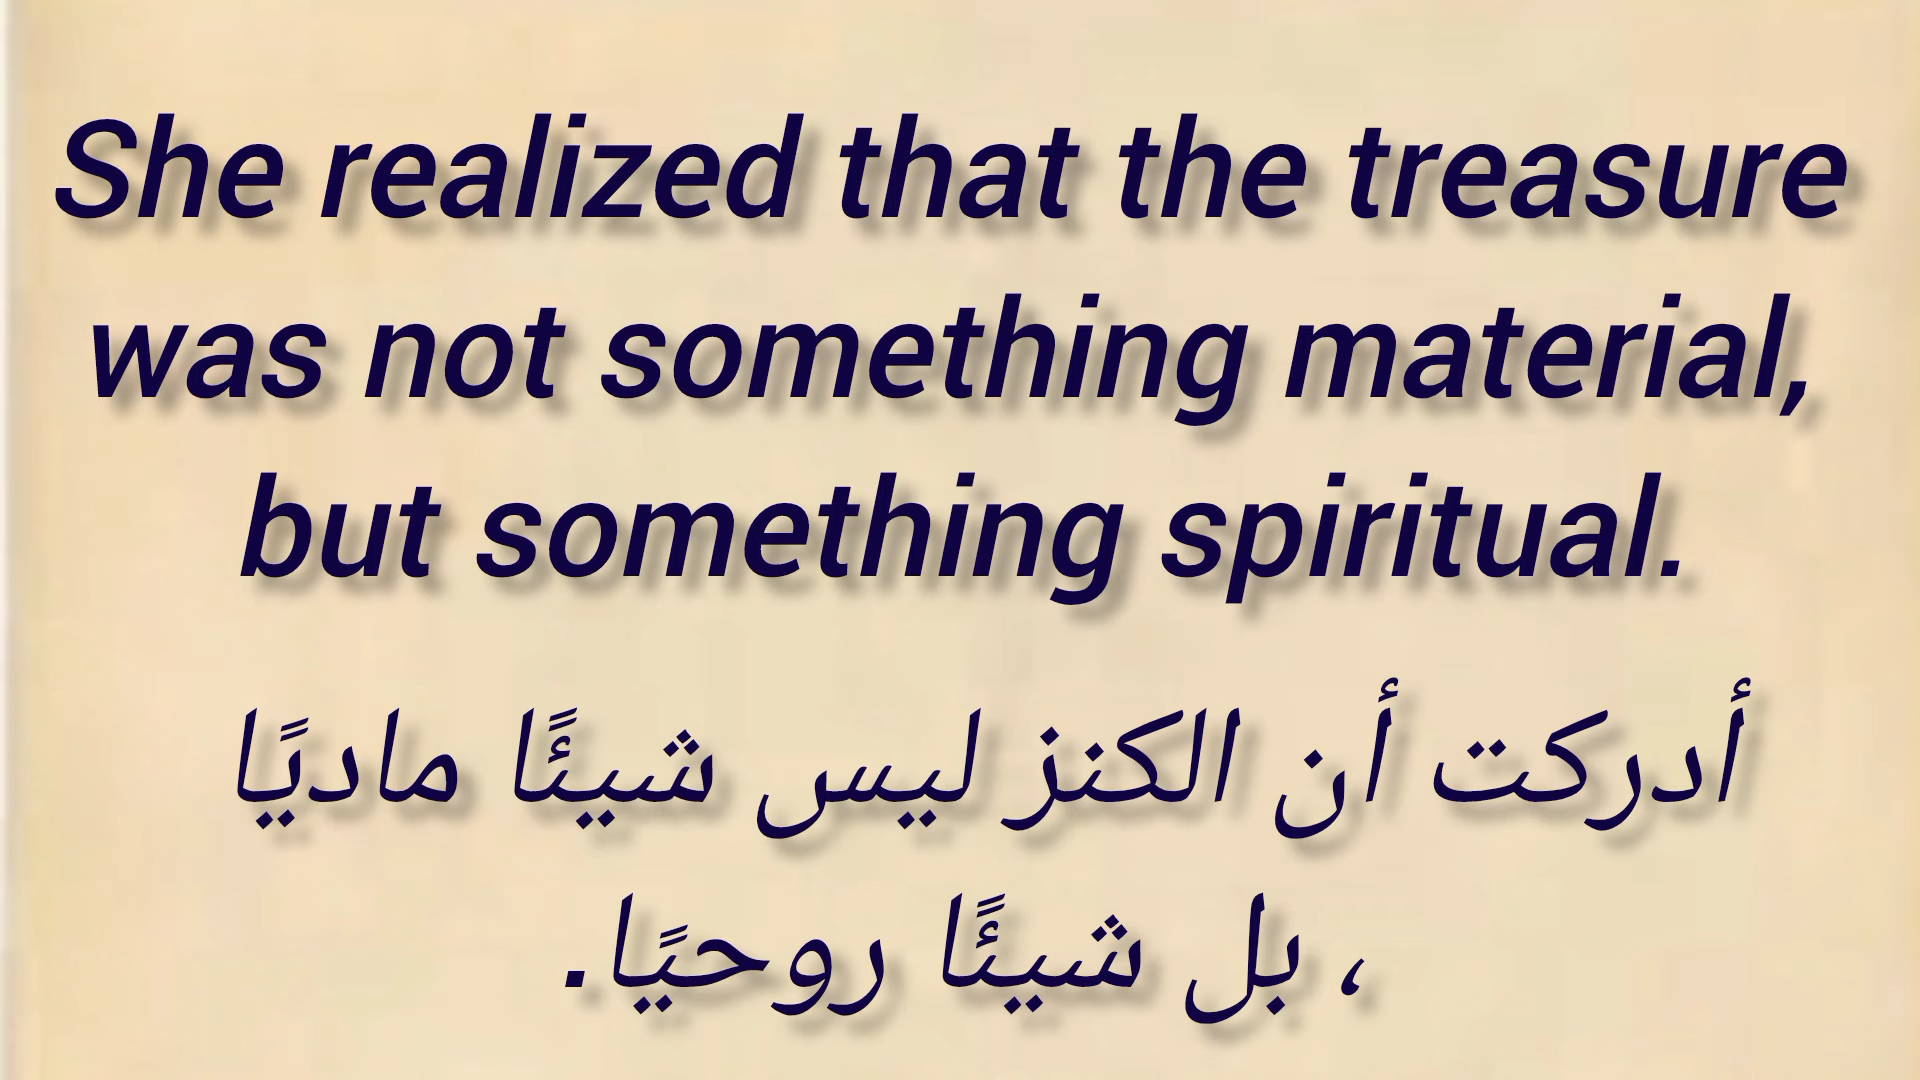 She realized that the treasure
was not something material,
but something spiritual.
أدركت أن الكنز ليس شيئًا ماديًا
، بل شيئًا روحيًا.